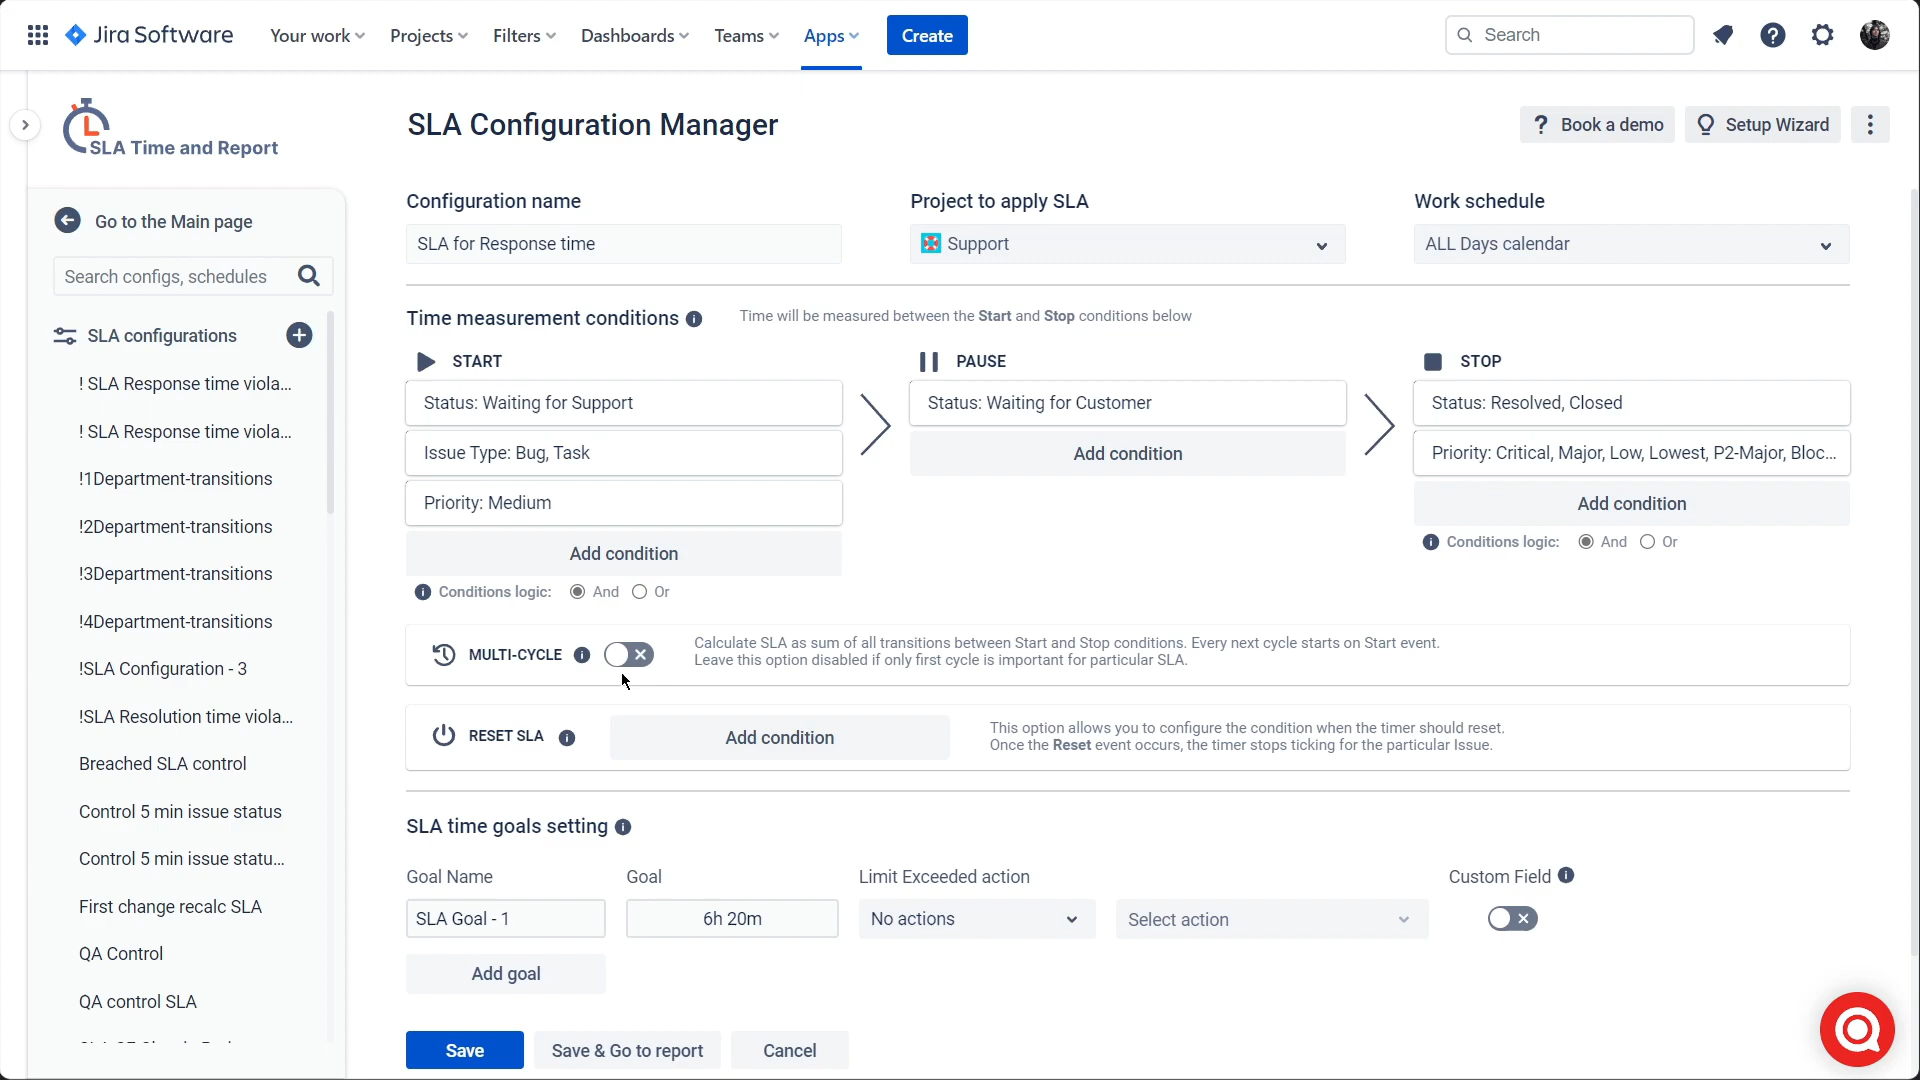 Jira Software
Your work
Projects
Filters
Dashboards
Teams
Apps
Create
Search
SLA Time and Report
SLA Configuration Manager
? Book a demo
Setup Wizard
Go to the Main page
Search configs, schedules
SLA configurations
! SLA Response time viola...
! SLA Response time viola...
!1Department-transitions
!2Department-transitions
!3Department-transitions
!4Department-transitions
!SLA Configuration - 3
!SLA Resolution time viola...
Breached SLA control
Control 5 min issue status
Control 5 min issue statu...
First change recalc SLA
QA Control
QA control SLA
Configuration name
SLA for Response time
Project to apply SLA
Support
Work schedule
ALL Days calendar
Time measurement conditions
Time will be measured between the Start and Stop conditions below
START
Status: Waiting for Support
Issue Type: Bug, Task
Priority: Medium
Add condition
Conditions logic: And Or
PAUSE
Status: Waiting for Customer
Add condition
STOP
Status: Resolved, Closed
Priority: Critical, Major, Low, Lowest, P2-Major, Bloc...
Add condition
Conditions logic: And Or
MULTI-CYCLE
Calculate SLA as sum of all transitions between Start and Stop conditions. Every next cycle starts on Start event.
Leave this option disabled if only first cycle is important for particular SLA.
RESET SLA
Add condition
This option allows you to configure the condition when the timer should reset.
Once the Reset event occurs, the timer stops ticking for the particular Issue.
SLA time goals setting
Goal Name
Goal
Limit Exceeded action
Custom Field
SLA Goal - 1
6h 20m
No actions
Select action
Add goal
Save
Save & Go to report
Cancel